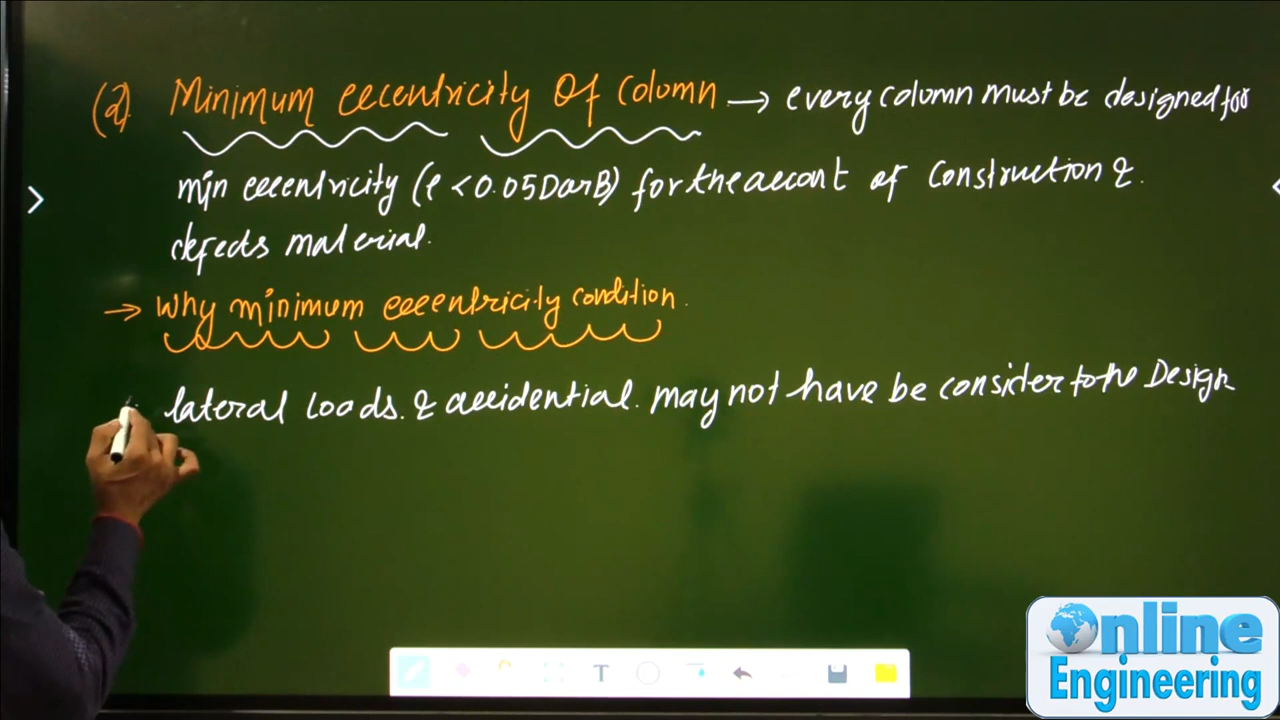 (d) Minimum eccentricity Of Column → every column must be designed for
min eccentricity (e < 0.05D or B) for the accont of Construction &
defects material.
→ Why minimum eccentricity condition.
lateral Loads. & accidential. may not have be consider to the Design
T
Online
Engineering